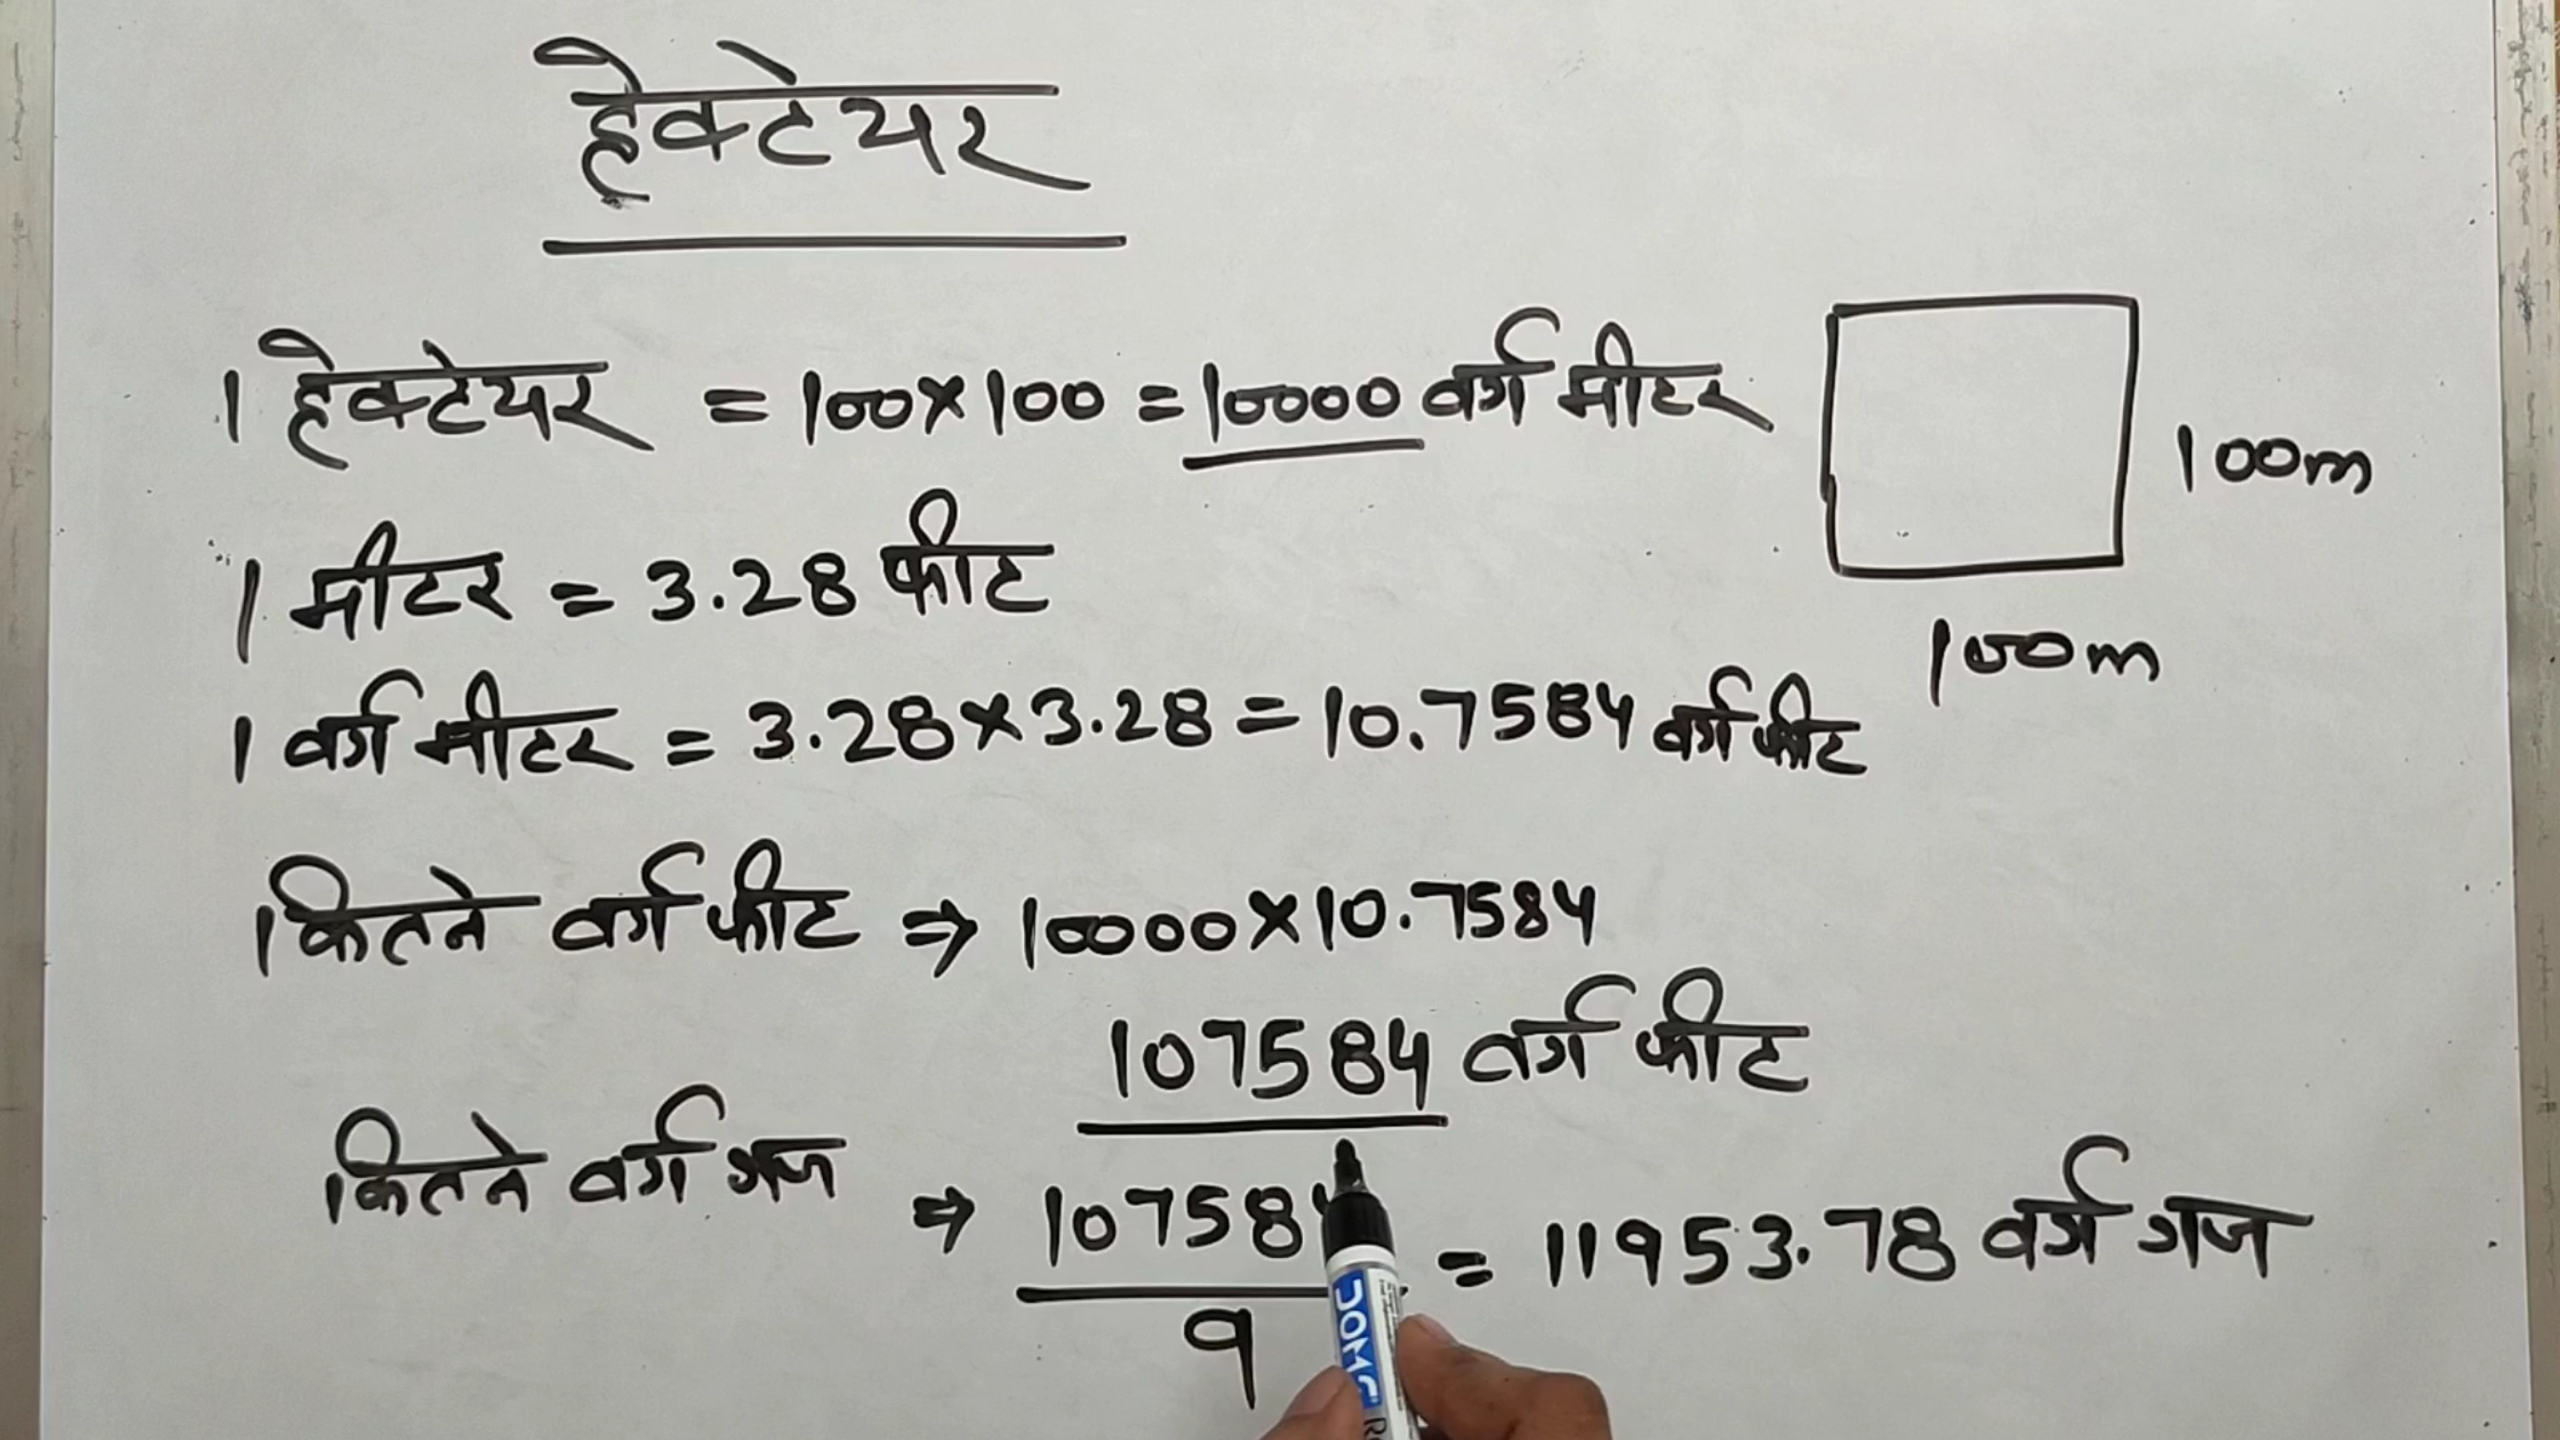 हेक्टेयर
1 हेक्टेयर = 100×100 = 10000 वर्ग मीटर
100m
1 मीटर = 3.28 फीट
100m
1 वर्ग मीटर = 3.28×3.28 = 10.7584 वर्ग फीट
कितने वर्ग फीट ⇒ 10000×10.7584
107584 वर्ग फीट
कितने वर्ग गज ⇒ 10758 = 11953.78 वर्ग गज
9
DOMS